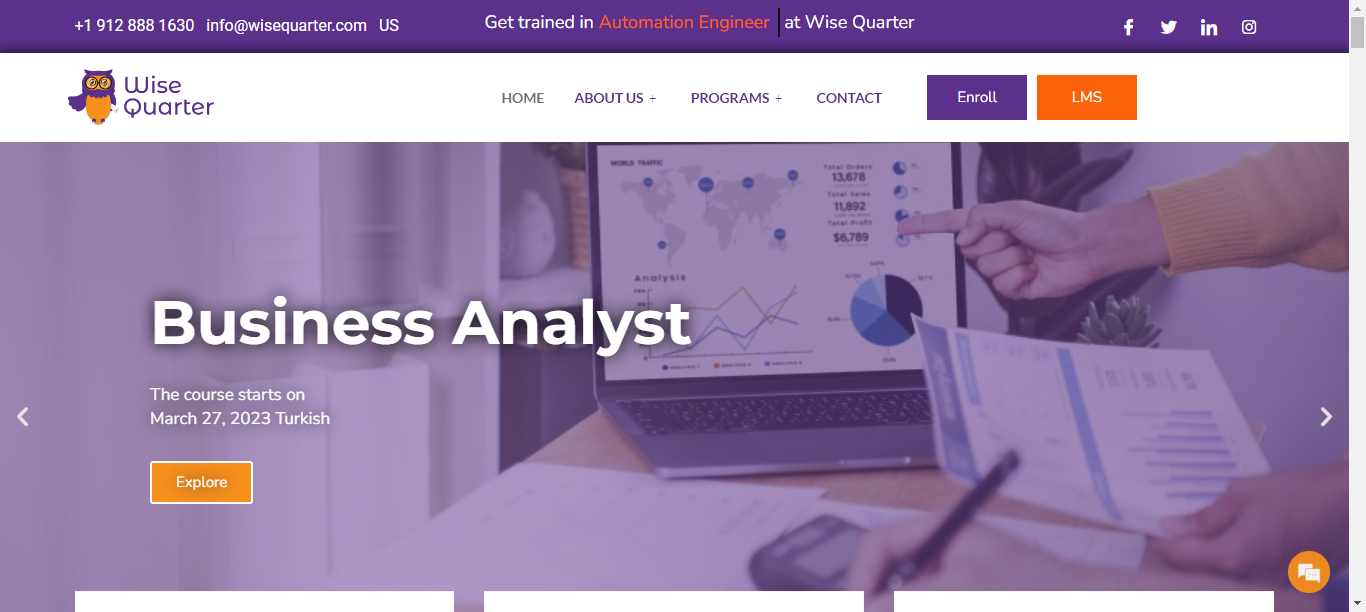 +1 912 888 1630 info@wisequarter.com US
Get trained in Automation Engineer at Wise Quarter
Wise
Quarter
HOME
ABOUT US +
PROGRAMS +
CONTACT
Enroll
LMS
WORLD TRAFFIC
Total Orders
13,678
Total Sales
11,892
Total Profit
$6,789
Analysis
Business Analyst
The course starts on
March 27, 2023 Turkish
Explore